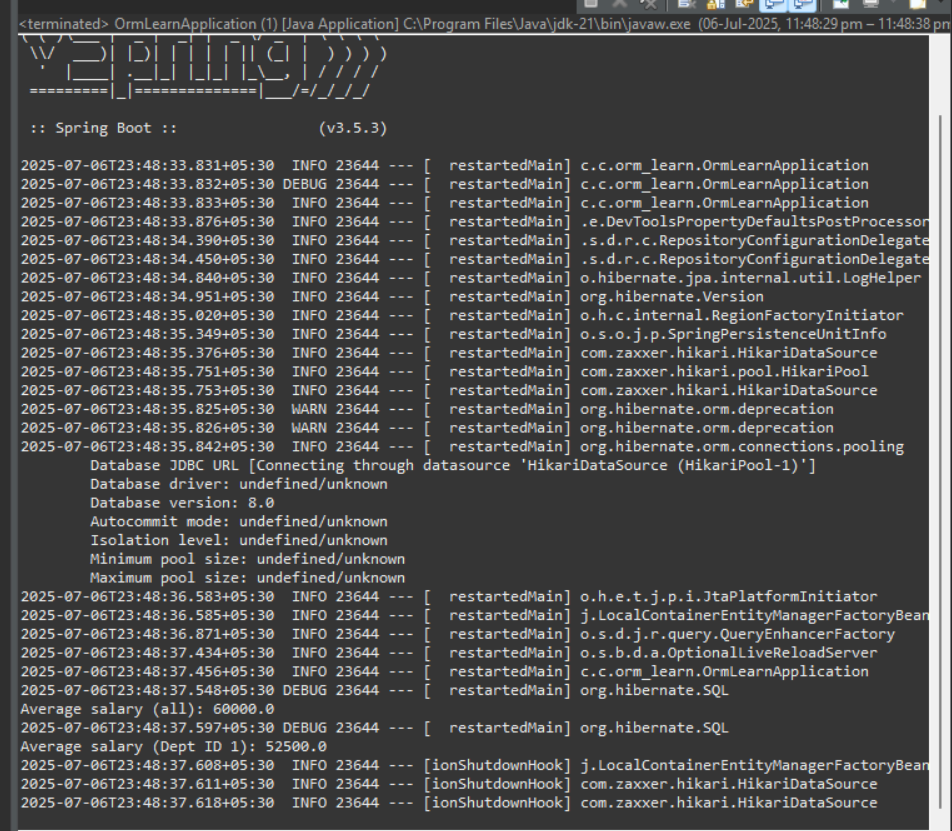 <terminated> OrmLearnApplication (1) [Java Application] C:\Program Files\Java\jdk-21\bin\javaw.exe (06-Jul-2025, 11:48:29 pm – 11:48:38 pm
:: Spring Boot ::                (v3.5.3)
2025-07-06T23:48:33.831+05:30  INFO 23644 --- [  restartedMain] c.c.orm_learn.OrmLearnApplication
2025-07-06T23:48:33.832+05:30 DEBUG 23644 --- [  restartedMain] c.c.orm_learn.OrmLearnApplication
2025-07-06T23:48:33.833+05:30  INFO 23644 --- [  restartedMain] c.c.orm_learn.OrmLearnApplication
2025-07-06T23:48:33.876+05:30  INFO 23644 --- [  restartedMain] .e.DevToolsPropertyDefaultsPostProcessor
2025-07-06T23:48:34.390+05:30  INFO 23644 --- [  restartedMain] .s.d.r.c.RepositoryConfigurationDelegate
2025-07-06T23:48:34.450+05:30  INFO 23644 --- [  restartedMain] .s.d.r.c.RepositoryConfigurationDelegate
2025-07-06T23:48:34.840+05:30  INFO 23644 --- [  restartedMain] o.hibernate.jpa.internal.util.LogHelper
2025-07-06T23:48:34.951+05:30  INFO 23644 --- [  restartedMain] org.hibernate.Version
2025-07-06T23:48:35.020+05:30  INFO 23644 --- [  restartedMain] o.h.c.internal.RegionFactoryInitiator
2025-07-06T23:48:35.349+05:30  INFO 23644 --- [  restartedMain] o.s.o.j.p.SpringPersistenceUnitInfo
2025-07-06T23:48:35.376+05:30  INFO 23644 --- [  restartedMain] com.zaxxer.hikari.HikariDataSource
2025-07-06T23:48:35.751+05:30  INFO 23644 --- [  restartedMain] com.zaxxer.hikari.pool.HikariPool
2025-07-06T23:48:35.753+05:30  INFO 23644 --- [  restartedMain] com.zaxxer.hikari.HikariDataSource
2025-07-06T23:48:35.825+05:30  WARN 23644 --- [  restartedMain] org.hibernate.orm.deprecation
2025-07-06T23:48:35.826+05:30  WARN 23644 --- [  restartedMain] org.hibernate.orm.deprecation
2025-07-06T23:48:35.842+05:30  INFO 23644 --- [  restartedMain] org.hibernate.orm.connections.pooling
Database JDBC URL [Connecting through datasource 'HikariDataSource (HikariPool-1)']
Database driver: undefined/unknown
Database version: 8.0
Autocommit mode: undefined/unknown
Isolation level: undefined/unknown
Minimum pool size: undefined/unknown
Maximum pool size: undefined/unknown
2025-07-06T23:48:36.583+05:30  INFO 23644 --- [  restartedMain] o.h.e.t.j.p.i.JtaPlatformInitiator
2025-07-06T23:48:36.585+05:30  INFO 23644 --- [  restartedMain] j.LocalContainerEntityManagerFactoryBean
2025-07-06T23:48:36.871+05:30  INFO 23644 --- [  restartedMain] o.s.d.j.r.query.QueryEnhancerFactory
2025-07-06T23:48:37.434+05:30  INFO 23644 --- [  restartedMain] o.s.b.d.a.OptionalLiveReloadServer
2025-07-06T23:48:37.456+05:30  INFO 23644 --- [  restartedMain] c.c.orm_learn.OrmLearnApplication
2025-07-06T23:48:37.548+05:30 DEBUG 23644 --- [  restartedMain] org.hibernate.SQL
Average salary (all): 60000.0
2025-07-06T23:48:37.597+05:30 DEBUG 23644 --- [  restartedMain] org.hibernate.SQL
Average salary (Dept ID 1): 52500.0
2025-07-06T23:48:37.608+05:30  INFO 23644 --- [ionShutdownHook] j.LocalContainerEntityManagerFactoryBean
2025-07-06T23:48:37.611+05:30  INFO 23644 --- [ionShutdownHook] com.zaxxer.hikari.HikariDataSource
2025-07-06T23:48:37.618+05:30  INFO 23644 --- [ionShutdownHook] com.zaxxer.hikari.HikariDataSource